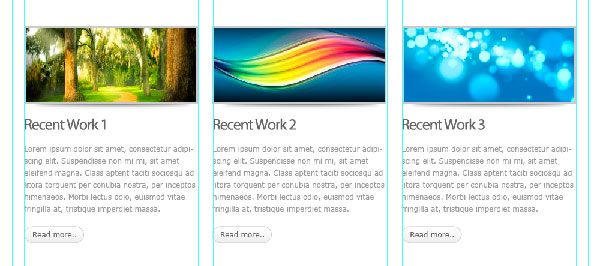 Recent Work 1
Lorem ipsum dolor sit amet, consectetur adipi-
scing elit. Suspendisse non mi mi, sit amet
eleifend magna. Class aptent taciti sociosqu ad
litora torquent per conubia nostra, per inceptos
himenaeos. Morbi lectus odio, euismod vitae
fringilla at, tristique imperdiet massa.
Read more..
Recent Work 2
Lorem ipsum dolor sit amet, consectetur adipi-
scing elit. Suspendisse non mi mi, sit amet
eleifend magna. Class aptent taciti sociosqu ad
litora torquent per conubia nostra, per inceptos
himenaeos. Morbi lectus odio, euismod vitae
fringilla at, tristique imperdiet massa.
Read more..
Recent Work 3
Lorem ipsum dolor sit amet, consectetur adipi-
scing elit. Suspendisse non mi mi, sit amet
eleifend magna. Class aptent taciti sociosqu ad
litora torquent per conubia nostra, per inceptos
himenaeos. Morbi lectus odio, euismod vitae
fringilla at, tristique imperdiet massa.
Read more..